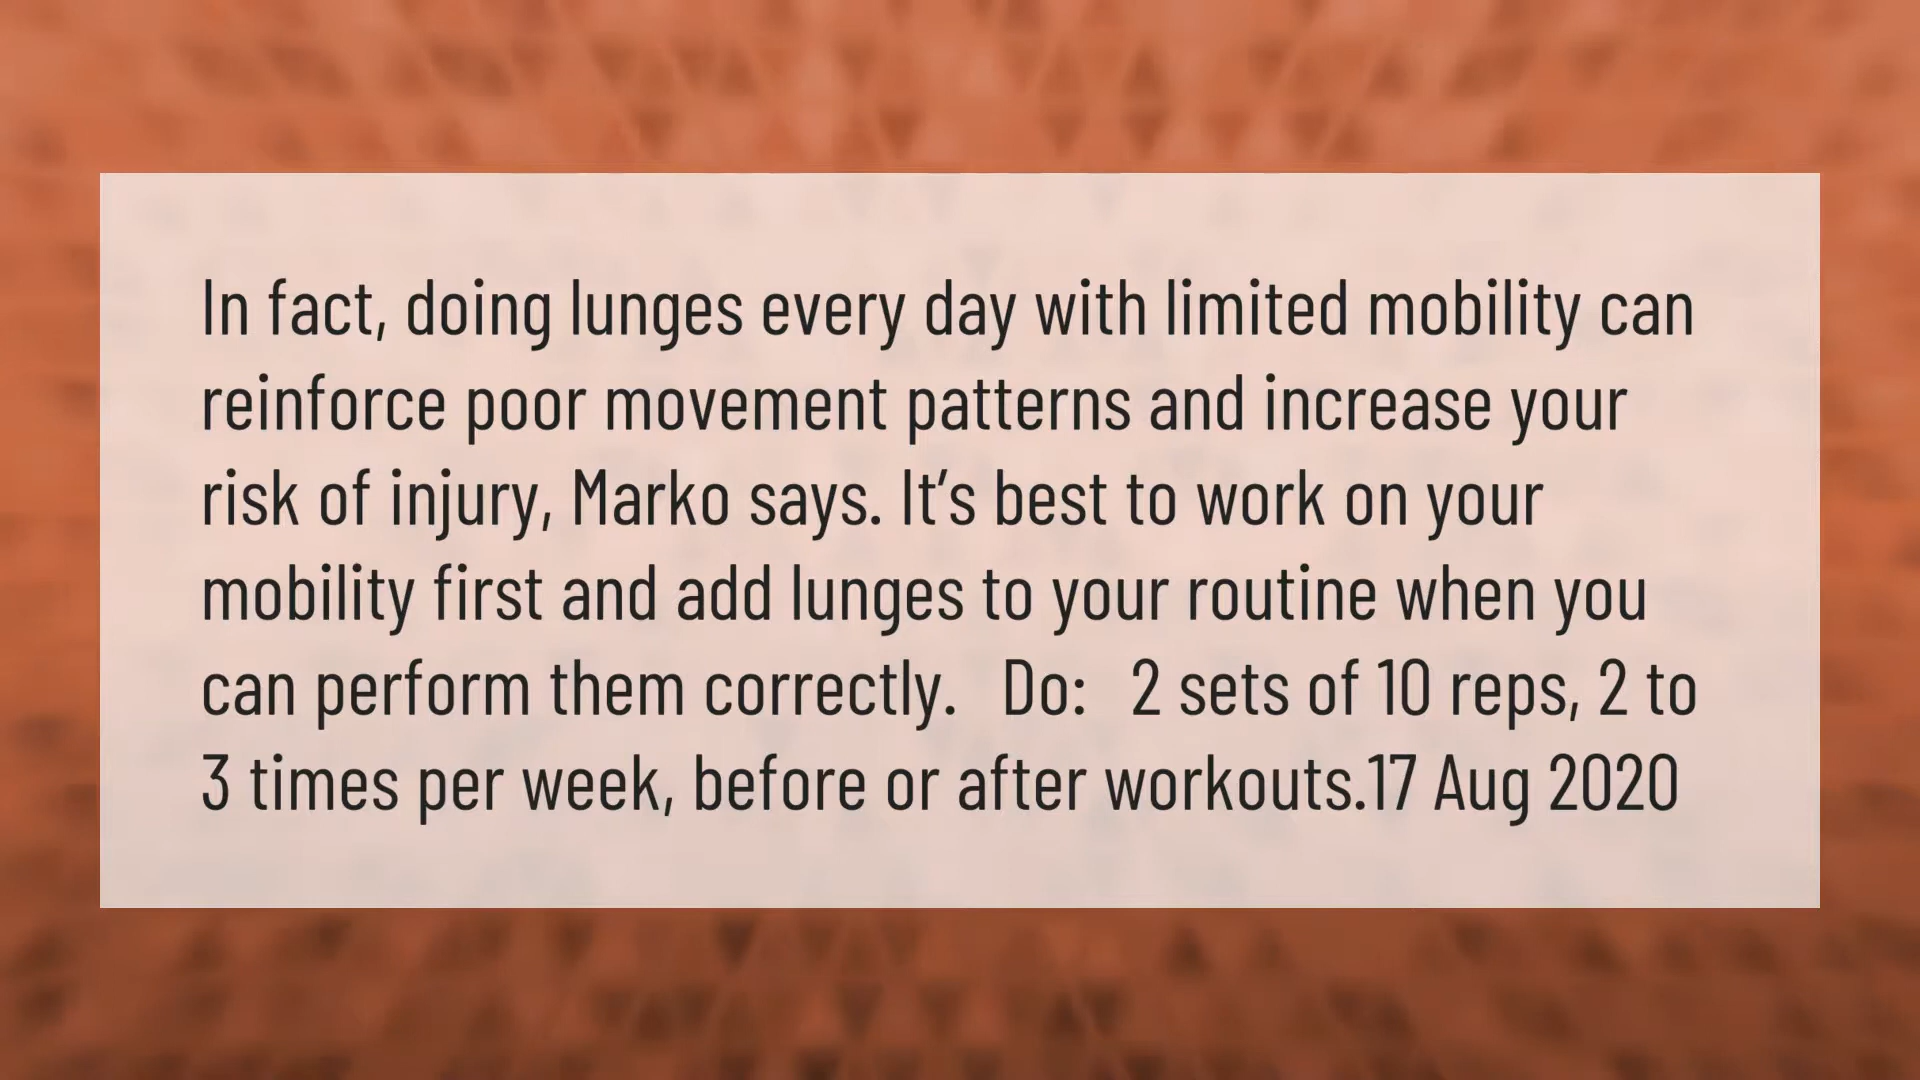 In fact, doing lunges every day with limited mobility can
reinforce poor movement patterns and increase your
risk of injury, Marko says. It’s best to work on your
mobility first and add lunges to your routine when you
can perform them correctly.   Do:   2 sets of 10 reps, 2 to
3 times per week, before or after workouts.17 Aug 2020